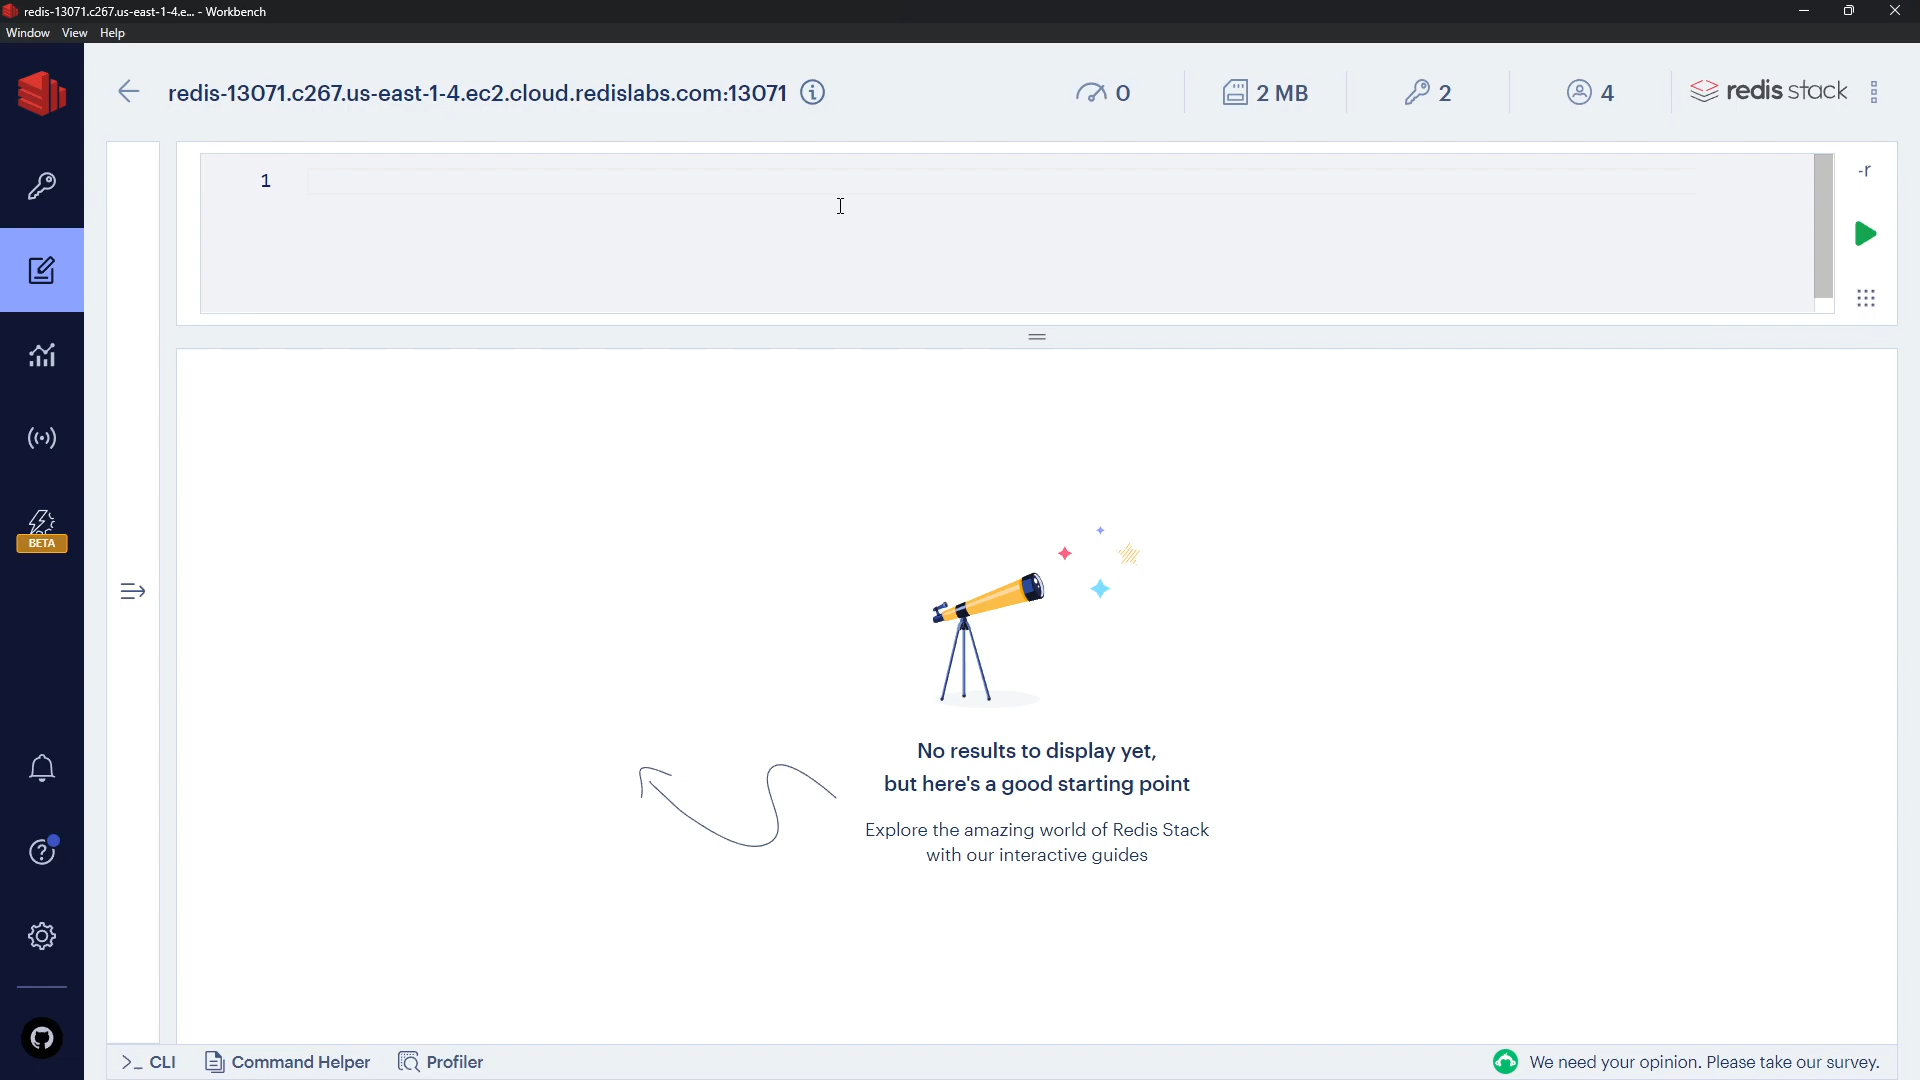 redis-13071.c267.us-east-1-4.e... - Workbench
Window View Help
redis-13071.c267.us-east-1-4.ec2.cloud.redislabs.com:13071
0
2 MB
2
4
redis stack
1
-r
BETA
No results to display yet,
but here's a good starting point
Explore the amazing world of Redis Stack
with our interactive guides
>_ CLI
Command Helper
Profiler
We need your opinion. Please take our survey.